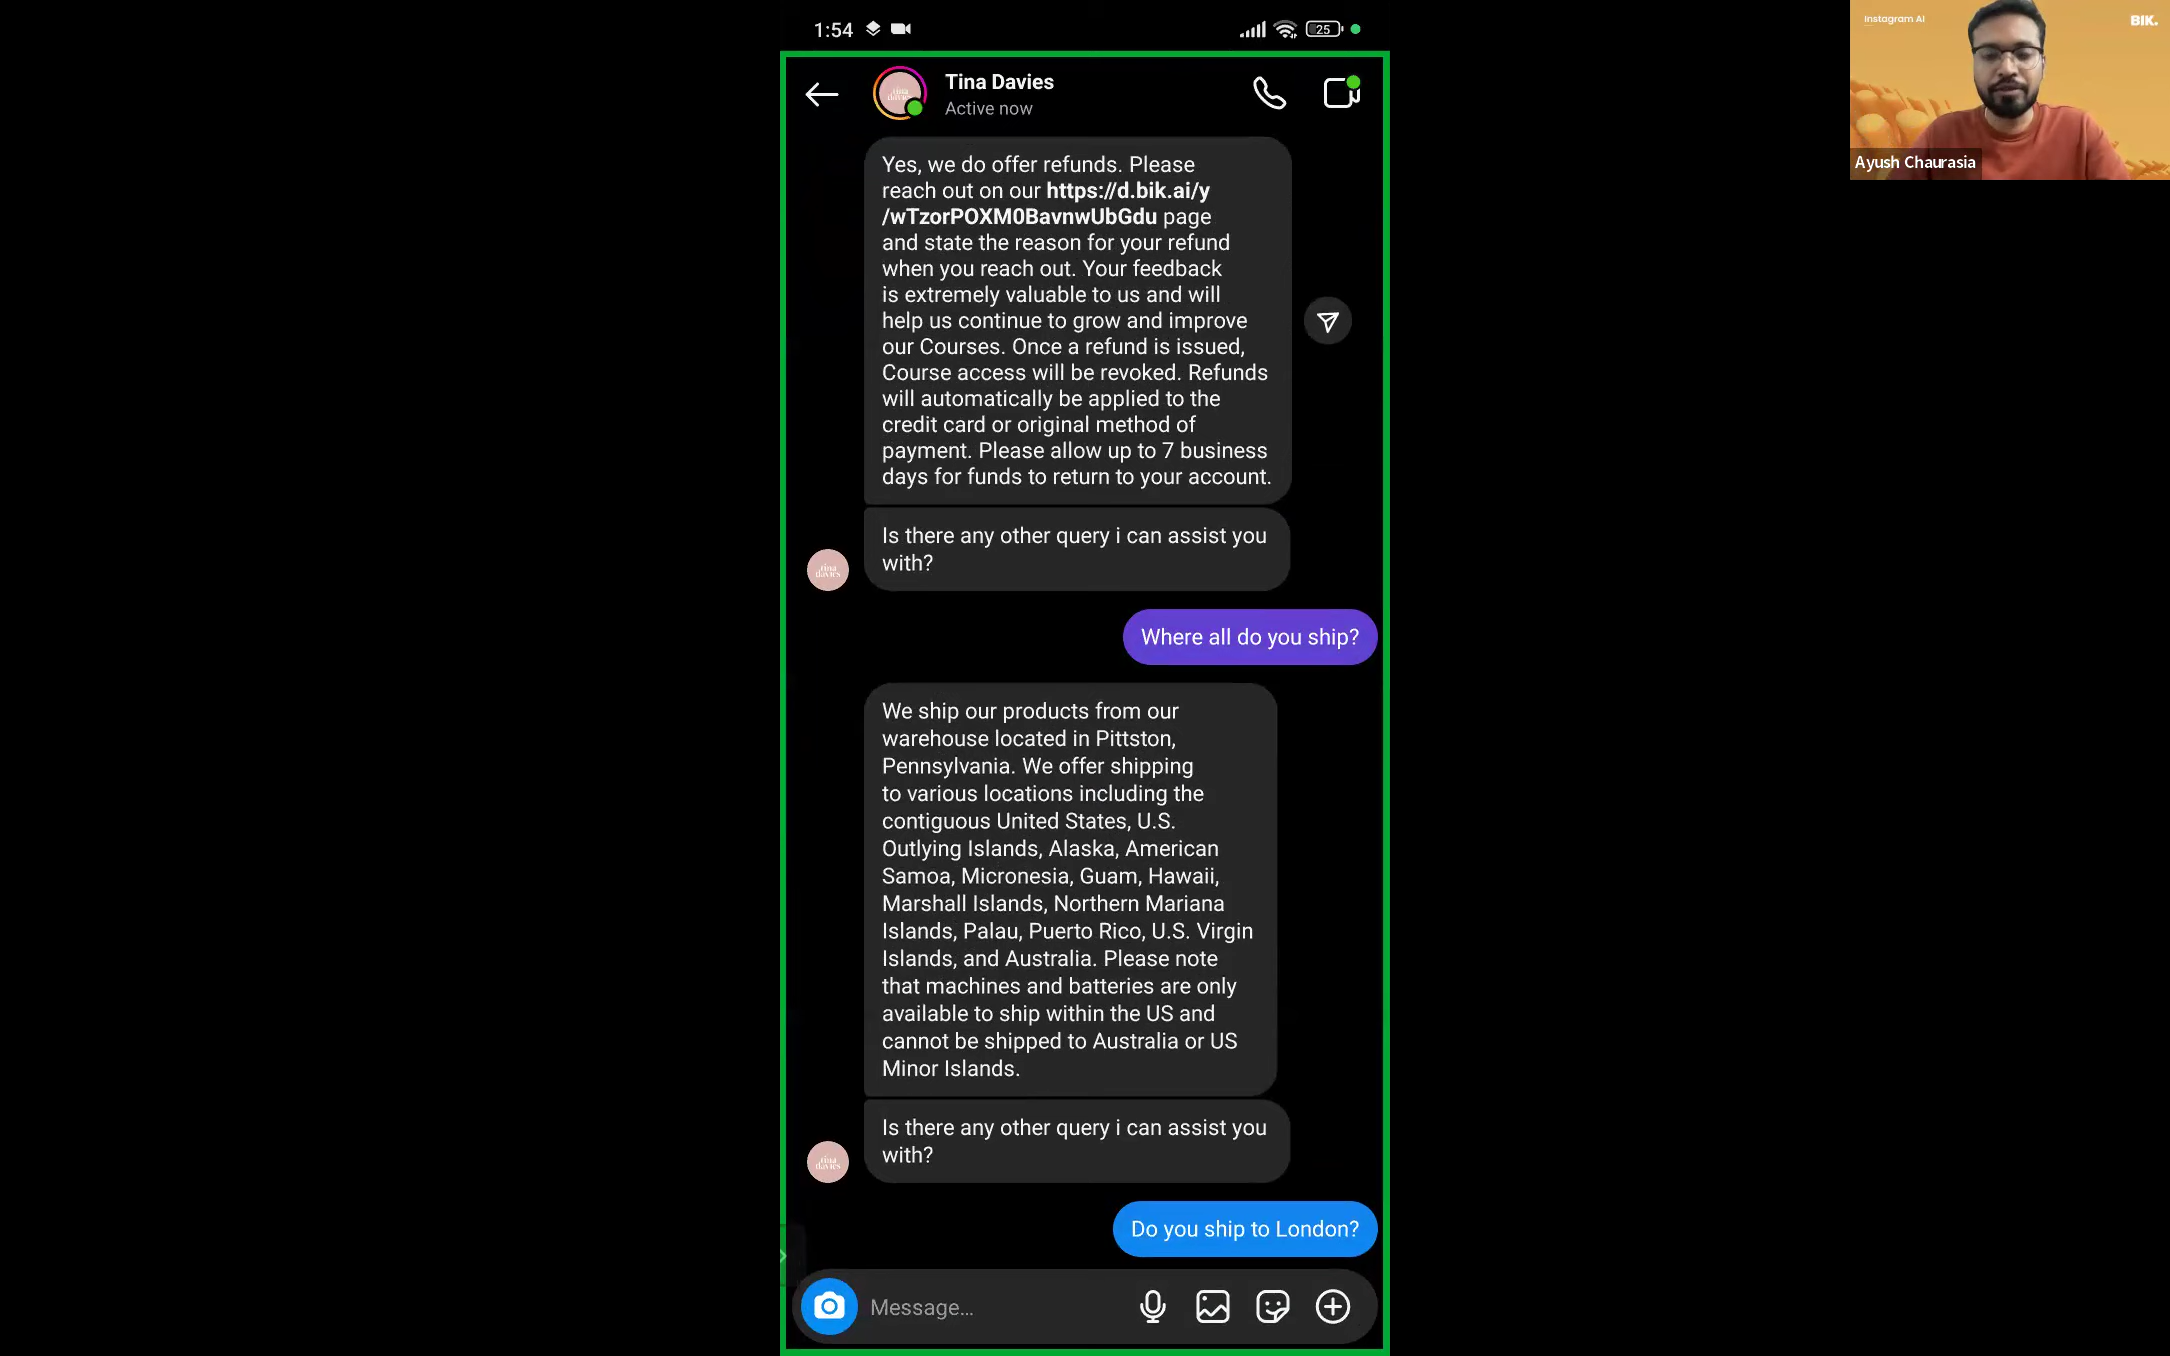 1:54
25
Instagram AI
BIK.
Ayush Chaurasia
Tina Davies
Active now
Yes, we do offer refunds. Please
reach out on our https://d.bik.ai/y
/wTzorPOXM0BavnwUbGdu page
and state the reason for your refund
when you reach out. Your feedback
is extremely valuable to us and will
help us continue to grow and improve
our Courses. Once a refund is issued,
Course access will be revoked. Refunds
will automatically be applied to the
credit card or original method of
payment. Please allow up to 7 business
days for funds to return to your account.
Is there any other query i can assist you
with?
tina
davies
Where all do you ship?
We ship our products from our
warehouse located in Pittston,
Pennsylvania. We offer shipping
to various locations including the
contiguous United States, U.S.
Outlying Islands, Alaska, American
Samoa, Micronesia, Guam, Hawaii,
Marshall Islands, Northern Mariana
Islands, Palau, Puerto Rico, U.S. Virgin
Islands, and Australia. Please note
that machines and batteries are only
available to ship within the US and
cannot be shipped to Australia or US
Minor Islands.
Is there any other query i can assist you
with?
tina
davies
Do you ship to London?
Message...